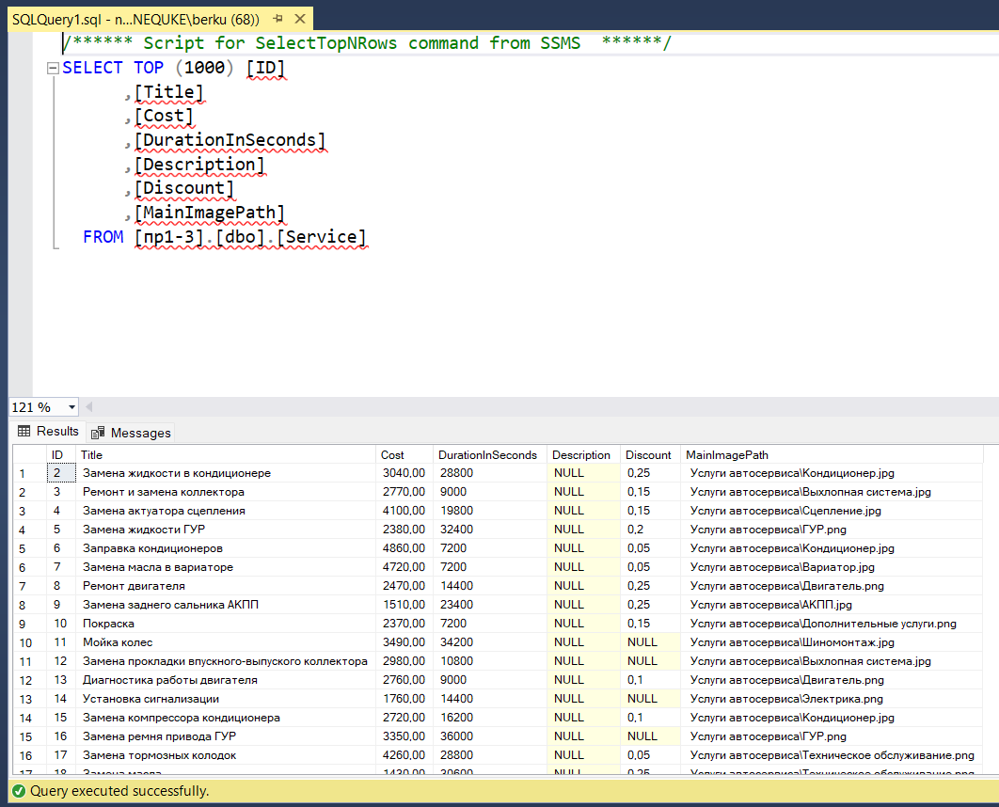 SQLQuery1.sql - n...NEQUKE\berku (68))
/****** Script for SelectTopNRows command from SSMS  ******/
SELECT TOP (1000) [ID]
,[Title]
,[Cost]
,[DurationInSeconds]
,[Description]
,[Discount]
,[MainImagePath]
FROM [пр1-3].[dbo].[Service]
121 %
Results Messages
ID Title Cost DurationInSeconds Description Discount MainImagePath
1 2 Замена жидкости в кондиционере 3040,00 28800 NULL 0,25 Услуги автосервиса\Кондиционер.jpg
2 3 Ремонт и замена коллектора 2770,00 9000 NULL 0,15 Услуги автосервиса\Выхлопная система.jpg
3 4 Замена актуатора сцепления 4100,00 19800 NULL 0,15 Услуги автосервиса\Сцепление.jpg
4 5 Замена жидкости ГУР 2380,00 32400 NULL 0,2 Услуги автосервиса\ГУР.png
5 6 Заправка кондиционеров 4860,00 7200 NULL 0,05 Услуги автосервиса\Кондиционер.jpg
6 7 Замена масла в вариаторе 4720,00 7200 NULL 0,05 Услуги автосервиса\Вариатор.jpg
7 8 Ремонт двигателя 2470,00 14400 NULL 0,25 Услуги автосервиса\Двигатель.png
8 9 Замена заднего сальника АКПП 1510,00 23400 NULL 0,25 Услуги автосервиса\АКПП.jpg
9 10 Покраска 2370,00 7200 NULL 0,15 Услуги автосервиса\Дополнительные услуги.png
10 11 Мойка колес 3490,00 34200 NULL NULL Услуги автосервиса\Шиномонтаж.jpg
11 12 Замена прокладки впускного-выпуского коллектора 2980,00 10800 NULL NULL Услуги автосервиса\Выхлопная система.jpg
12 13 Диагностика работы двигателя 2760,00 9000 NULL 0,1 Услуги автосервиса\Двигатель.png
13 14 Установка сигнализации 1760,00 14400 NULL NULL Услуги автосервиса\Электрика.png
14 15 Замена компрессора кондиционера 2720,00 16200 NULL 0,1 Услуги автосервиса\Кондиционер.jpg
15 16 Замена ремня привода ГУР 3350,00 36000 NULL NULL Услуги автосервиса\ГУР.png
16 17 Замена тормозных колодок 4260,00 28800 NULL 0,05 Услуги автосервиса\Техническое обслуживание.png
17 18 Замена масла NULL 0,25 Услуги автосервиса\Техническое обслуживание.png
Query executed successfully.